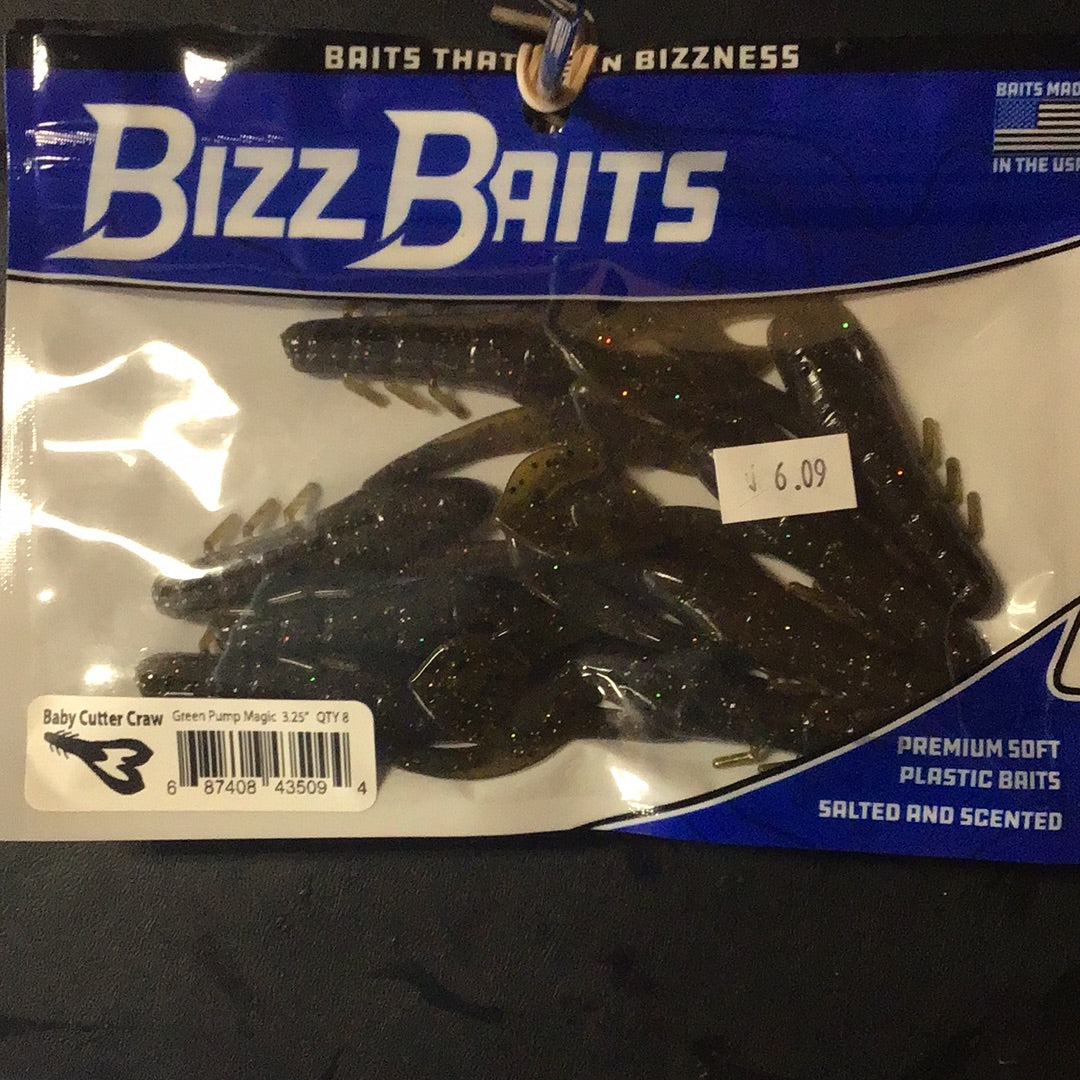 BAITS THAT N BIZZNESS
BIZZ BAITS
BAITS MAD
IN THE USA
6.09
Baby Cutter Craw Green Pump Magic 3.25" QTY 8
6 87408 43509 4
PREMIUM SOFT
PLASTIC BAITS
SALTED AND SCENTED